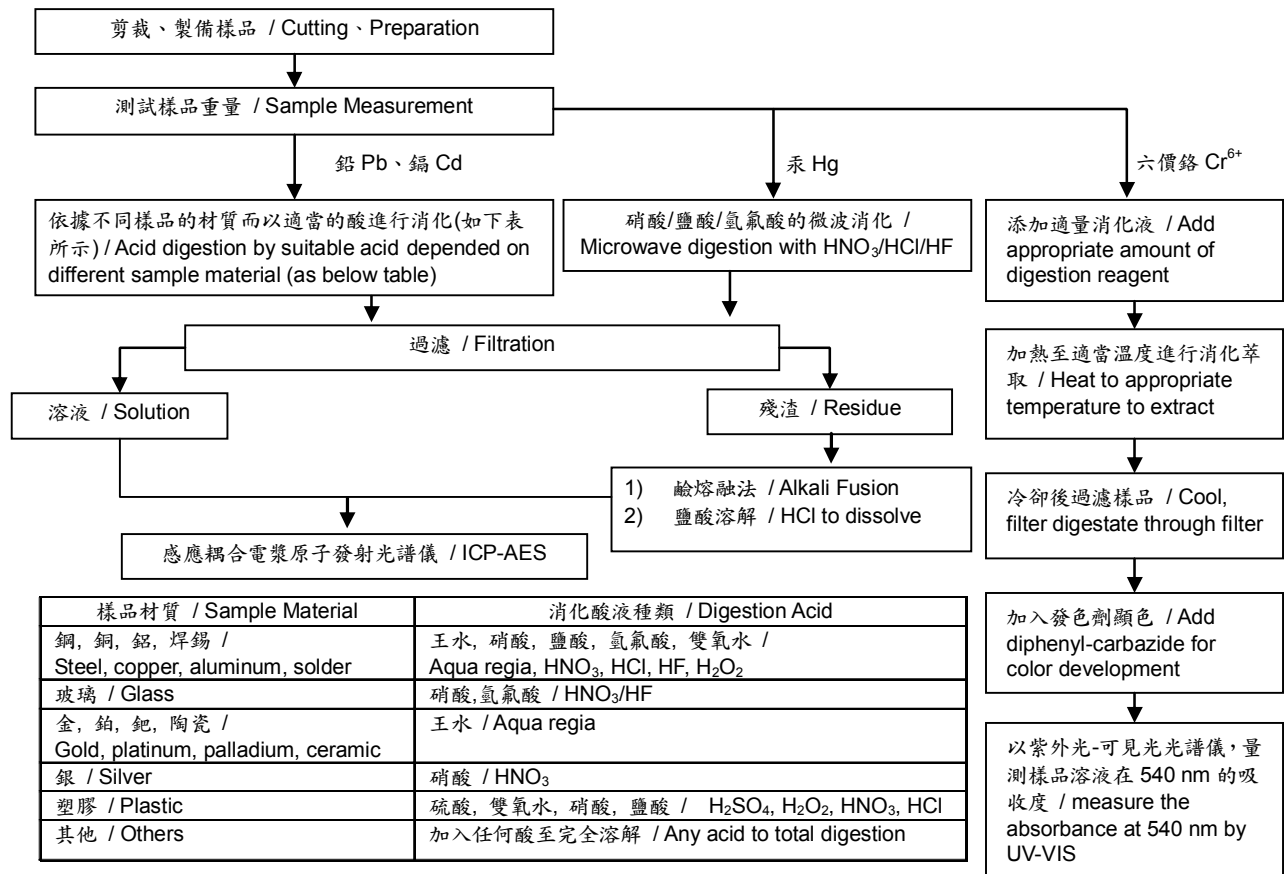 剪裁、製備樣品 / Cutting、Preparation
測試樣品重量 / Sample Measurement
鉛 Pb、鎘 Cd
汞 Hg
六價鉻 Cr⁶⁺
依據不同樣品的材質而以適當的酸進行消化(如下表
所示) / Acid digestion by suitable acid depended on
different sample material (as below table)
硝酸/鹽酸/氫氟酸的微波消化 /
Microwave digestion with HNO₃/HCl/HF
添加適量消化液 / Add
appropriate amount of
digestion reagent
過濾 / Filtration
加熱至適當溫度進行消化萃
取 / Heat to appropriate
temperature to extract
溶液 / Solution
殘渣 / Residue
1) 鹼熔融法 / Alkali Fusion
2) 鹽酸溶解 / HCl to dissolve
冷卻後過濾樣品 / Cool,
filter digestate through filter
感應耦合電漿原子發射光譜儀 / ICP-AES
加入發色劑顯色 / Add
diphenyl-carbazide for
color development
以紫外光-可見光光譜儀,量
測樣品溶液在 540 nm 的吸
收度 / measure the
absorbance at 540 nm by
UV-VIS
樣品材質 / Sample Material
消化酸液種類 / Digestion Acid
鋼, 銅, 鋁, 焊錫 /
Steel, copper, aluminum, solder
王水, 硝酸, 鹽酸, 氫氟酸, 雙氧水 /
Aqua regia, HNO₃, HCl, HF, H₂O₂
玻璃 / Glass
硝酸,氫氟酸 / HNO₃/HF
金, 鉑, 鈀, 陶瓷 /
Gold, platinum, palladium, ceramic
王水 / Aqua regia
銀 / Silver
硝酸 / HNO₃
塑膠 / Plastic
硫酸, 雙氧水, 硝酸, 鹽酸 / H₂SO₄, H₂O₂, HNO₃, HCl
其他 / Others
加入任何酸至完全溶解 / Any acid to total digestion